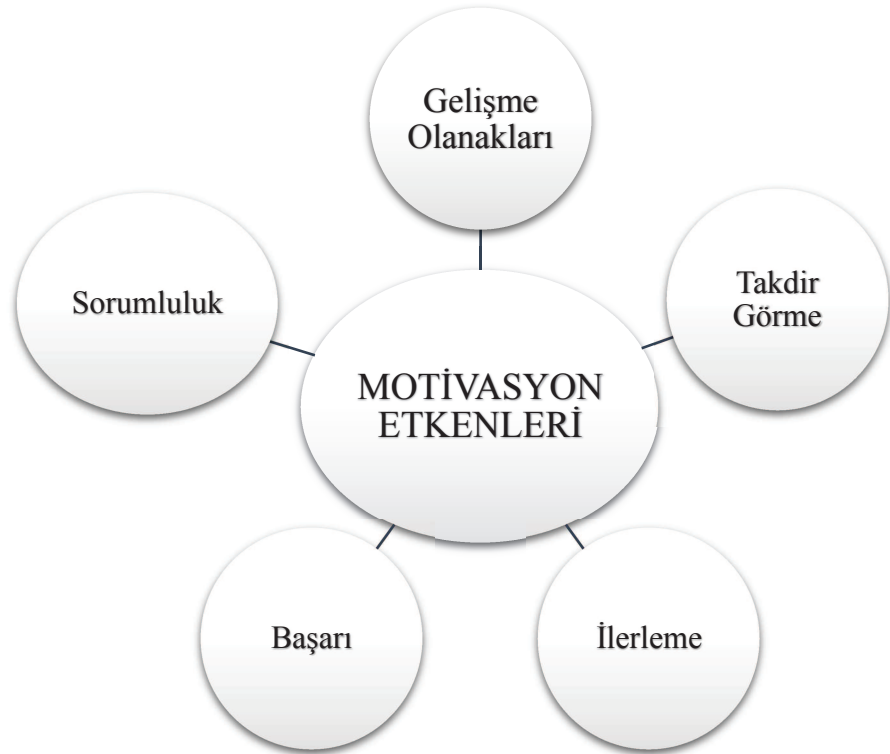 Gelişme
Olanakları
Takdir
Görme
Sorumluluk
MOTİVASYON
ETKENLERİ
Başarı
İlerleme